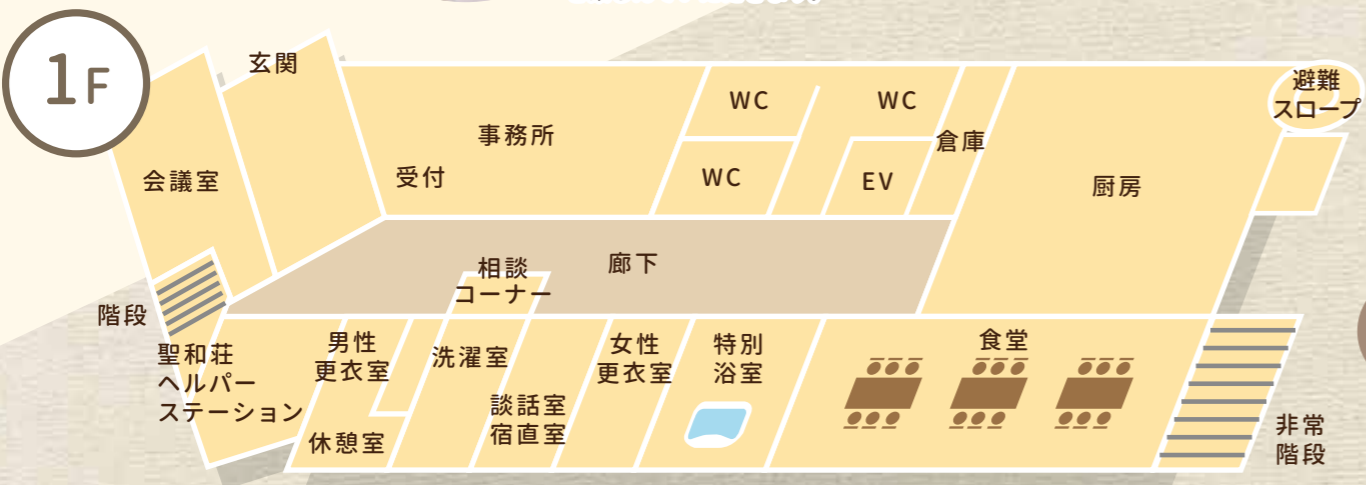 1F
玄関
会議室
事務所
受付
WC
WC
WC
EV
倉庫
厨房
避難
スロープ
廊下
相談
コーナー
階段
聖和荘
ヘルパー
ステーション
男性
更衣室
休憩室
洗濯室
談話室
宿直室
女性
更衣室
特別
浴室
食堂
非常
階段